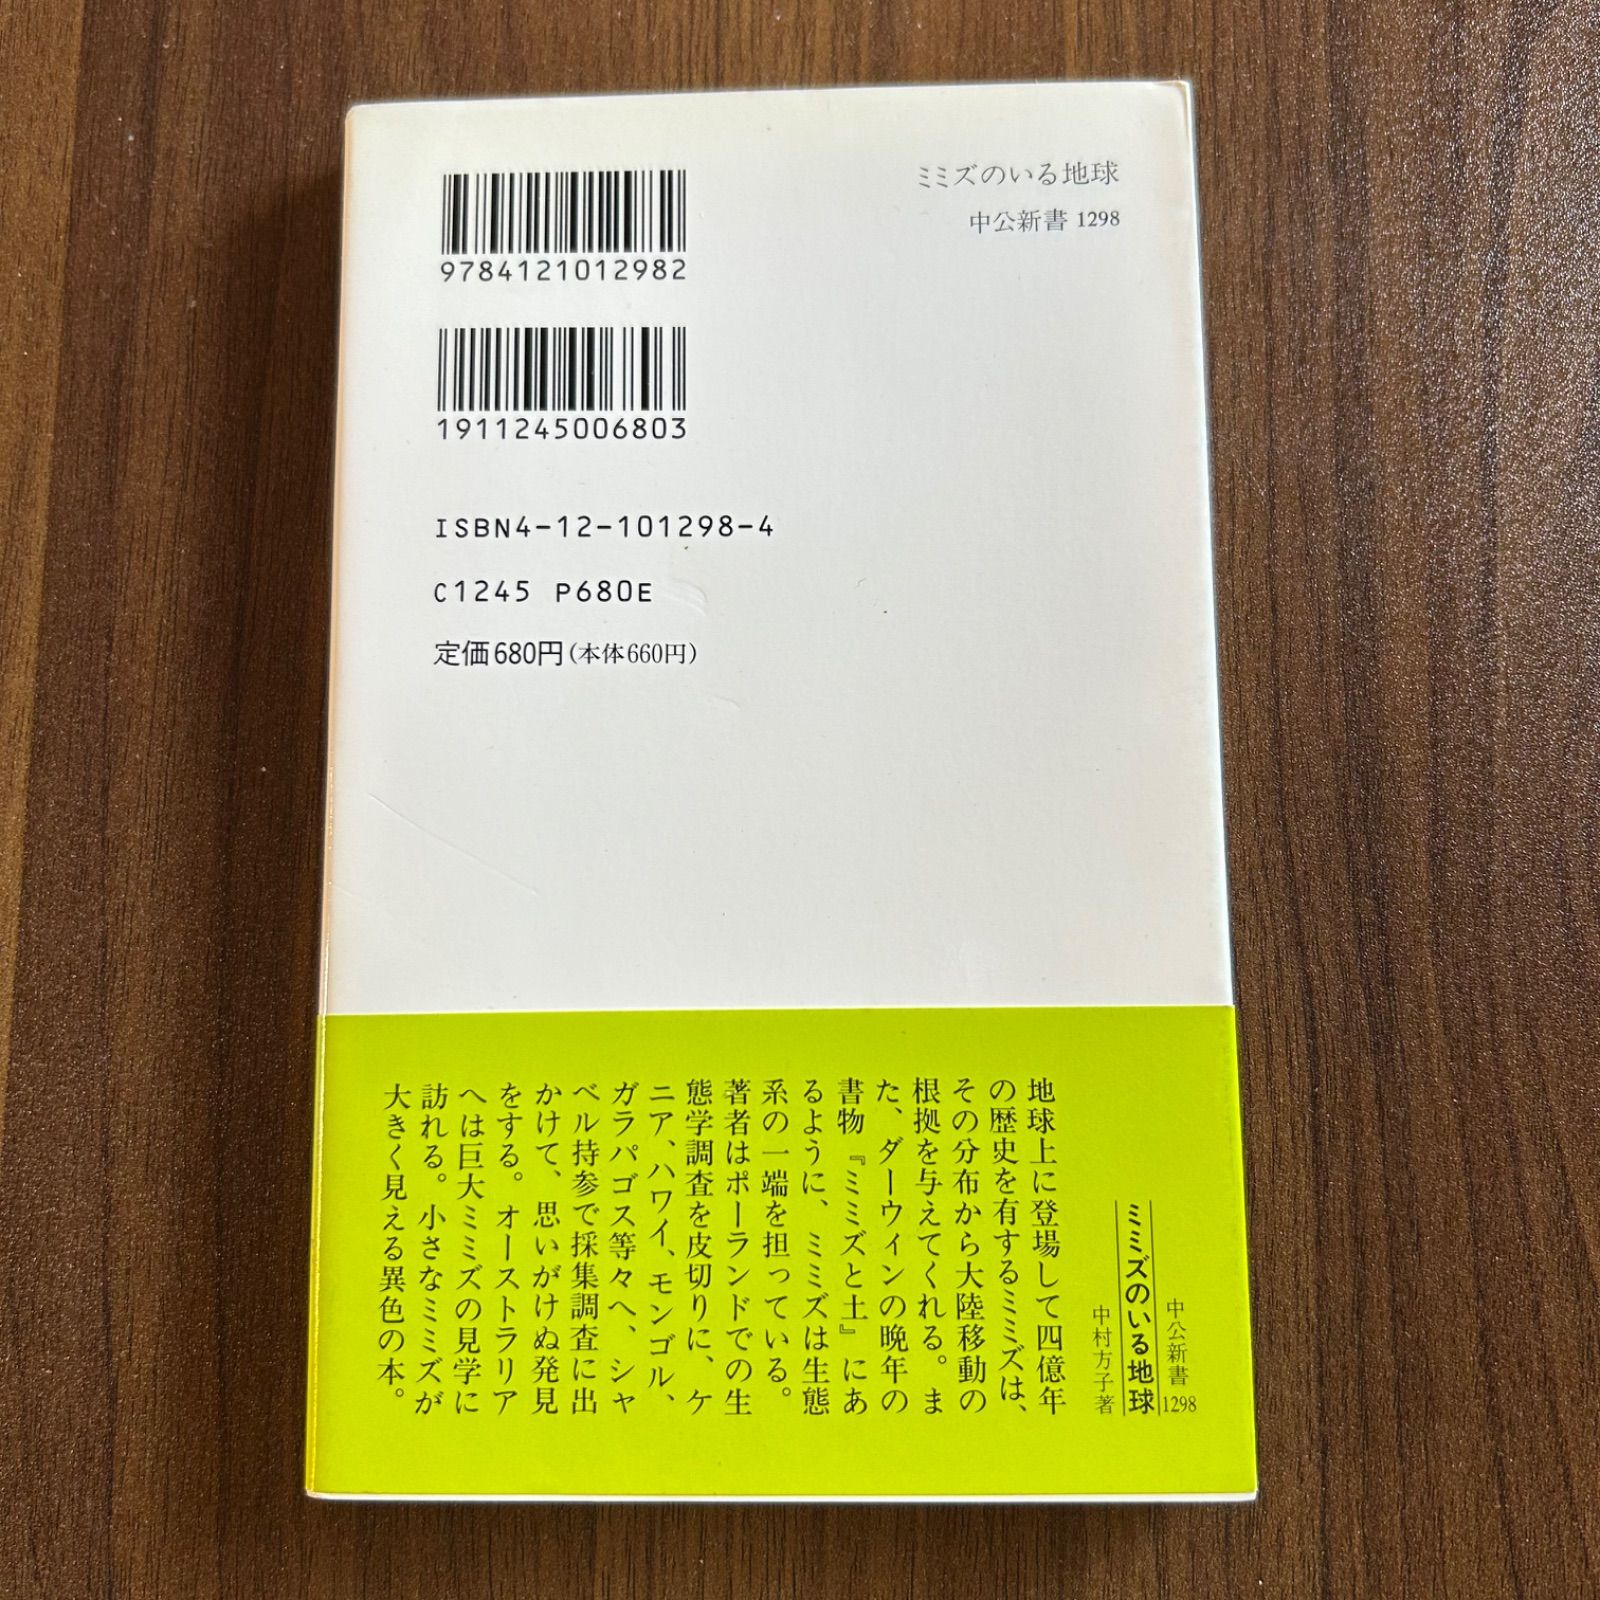 ミミズのいる地球
中公新書 1298
9784121012982
1911245006803
ISBN4-12-101298-4
C1245 P680E
定価680円(本体660円)
中公新書 1298
ミミズのいる地球
中村方子著
地球上に登場して四億年
の歴史を有するミミズは、
その分布から大陸移動の
根拠を与えてくれる。ま
た、ダーウィンの晩年の
書物『ミミズと土』にあ
るように、ミミズは生態
系の一端を担っている。
著者はポーランドでの生
態学調査を皮切りに、ケ
ニア、ハワイ、モンゴル、
ガラパゴス等々へ、シャ
ベル持参で採集調査に出
かけて、思いがけぬ発見
をする。オーストラリア
へは巨大ミミズの見学に
訪れる。小さなミミズが
大きく見える異色の本。